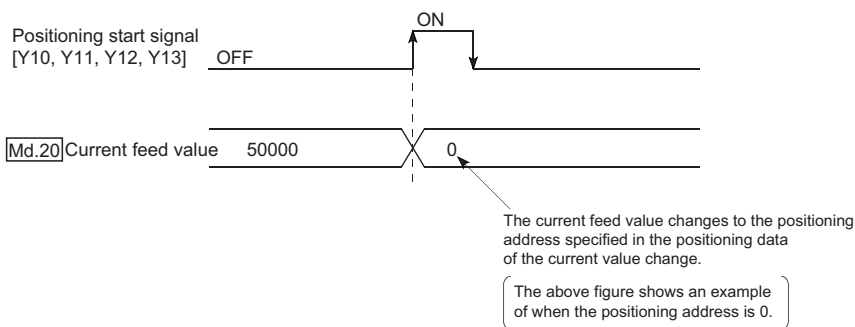 ON
Positioning start signal
[Y10, Y11, Y12, Y13] OFF
Md.20 Current feed value 50000 0
The current feed value changes to the positioning
address specified in the positioning data
of the current value change.
The above figure shows an example
of when the positioning address is 0.